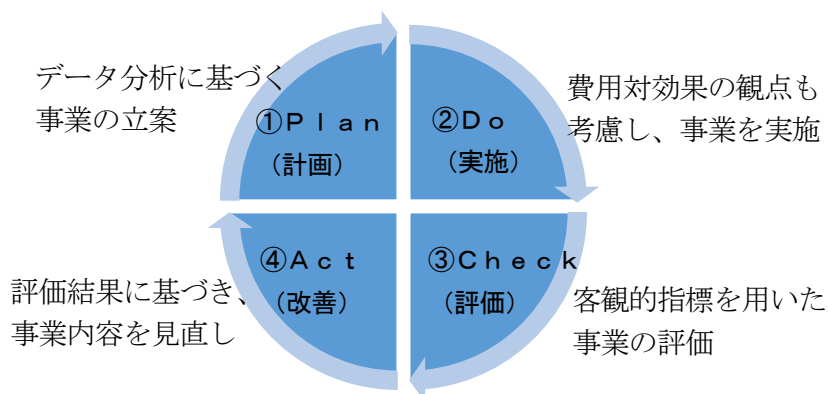 データ分析に基づく
事業の立案
①Ｐｌａｎ
（計画）
②Ｄｏ
（実施）
費用対効果の観点も
考慮し、事業を実施
③Ｃｈｅｃｋ
（評価）
客観的指標を用いた
事業の評価
④Ａｃｔ
（改善）
評価結果に基づき、
事業内容を見直し